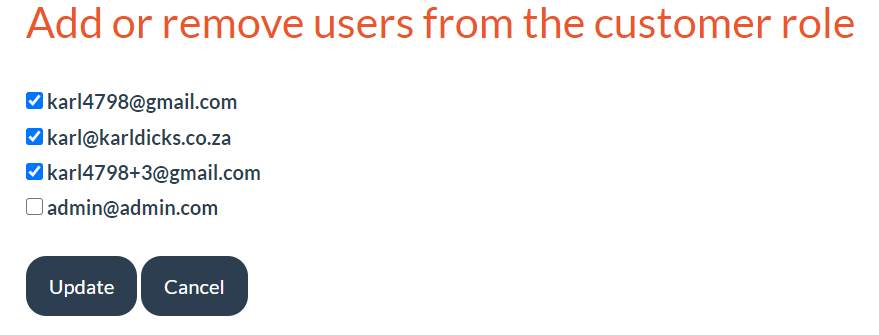 Add or remove users from the customer role
karl4798@gmail.com
karl@karldicks.co.za
karl4798+3@gmail.com
admin@admin.com
Update Cancel